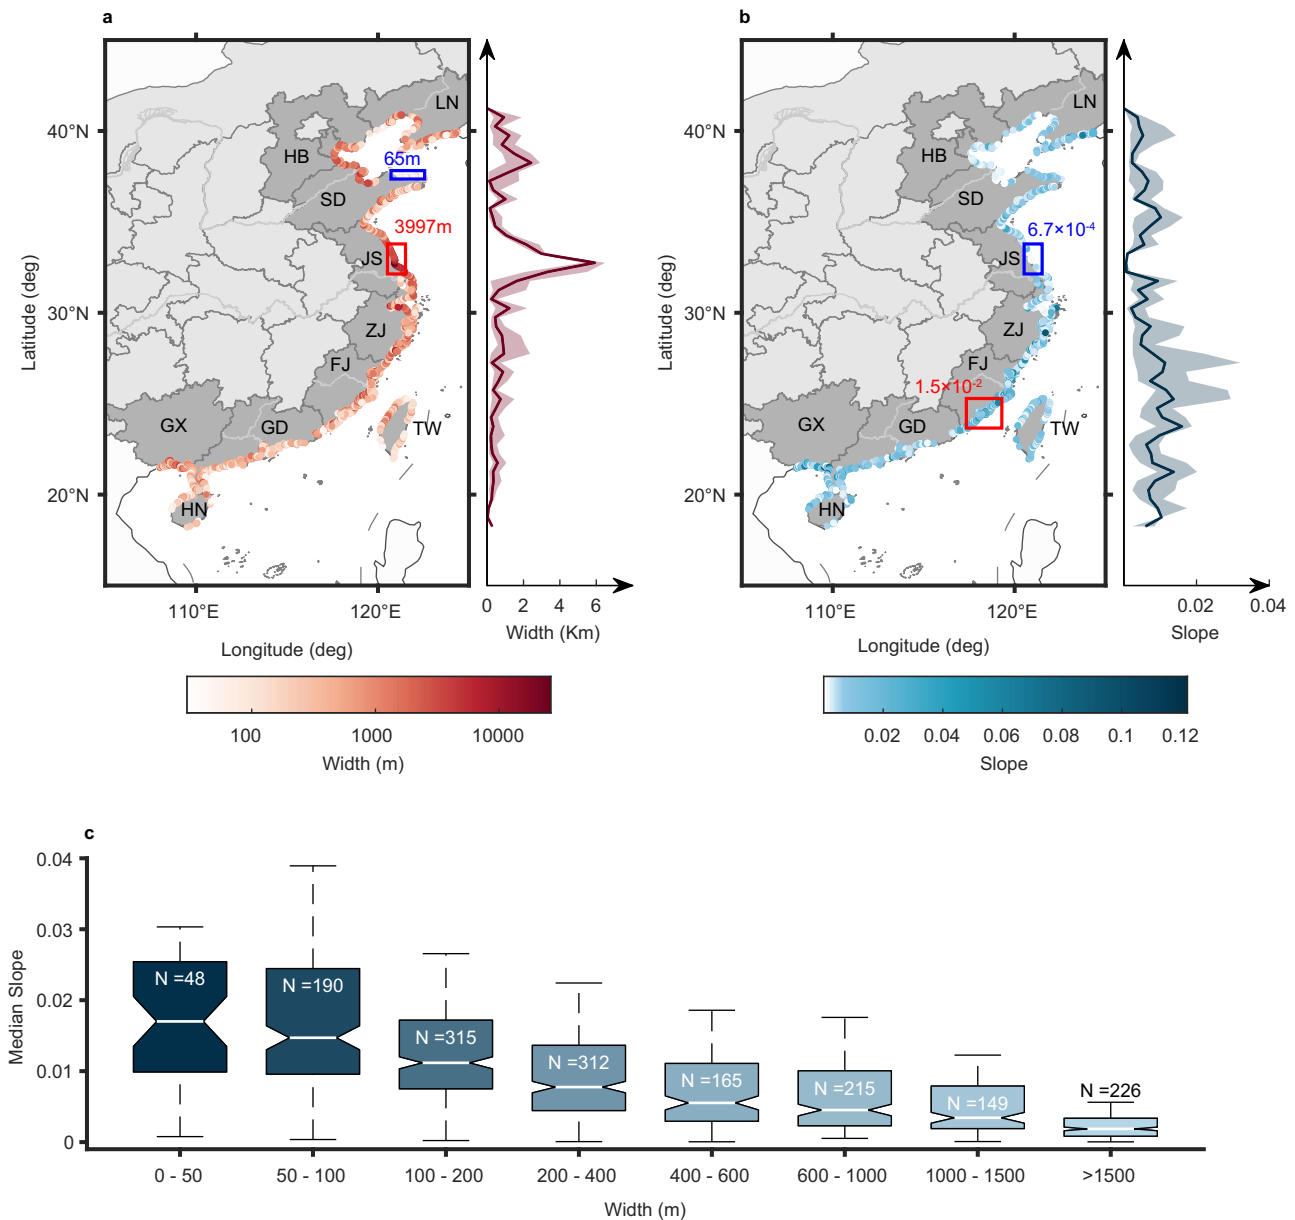 a
b
LN
40°N
HB
65m
SD
3997m
JS
30°N
ZJ
FJ
GX
GD
TW
20°N
HN
Latitude (deg)
110°E
120°E
Longitude (deg)
0 2 4 6
Width (Km)
100 1000 10000
Width (m)
LN
40°N
HB
SD
6.7×10⁻⁴
JS
30°N
ZJ
FJ
1.5×10⁻²
GX
GD
TW
20°N
HN
Latitude (deg)
110°E
120°E
Longitude (deg)
0.02 0.04
Slope
0.02 0.04 0.06 0.08 0.1 0.12
Slope
c
0.04
0.03
0.02
0.01
0
Median Slope
N =48
N =190
N =315
N =312
N =165
N =215
N =149
N =226
0 - 50
50 - 100
100 - 200
200 - 400
400 - 600
600 - 1000
1000 - 1500
>1500
Width (m)